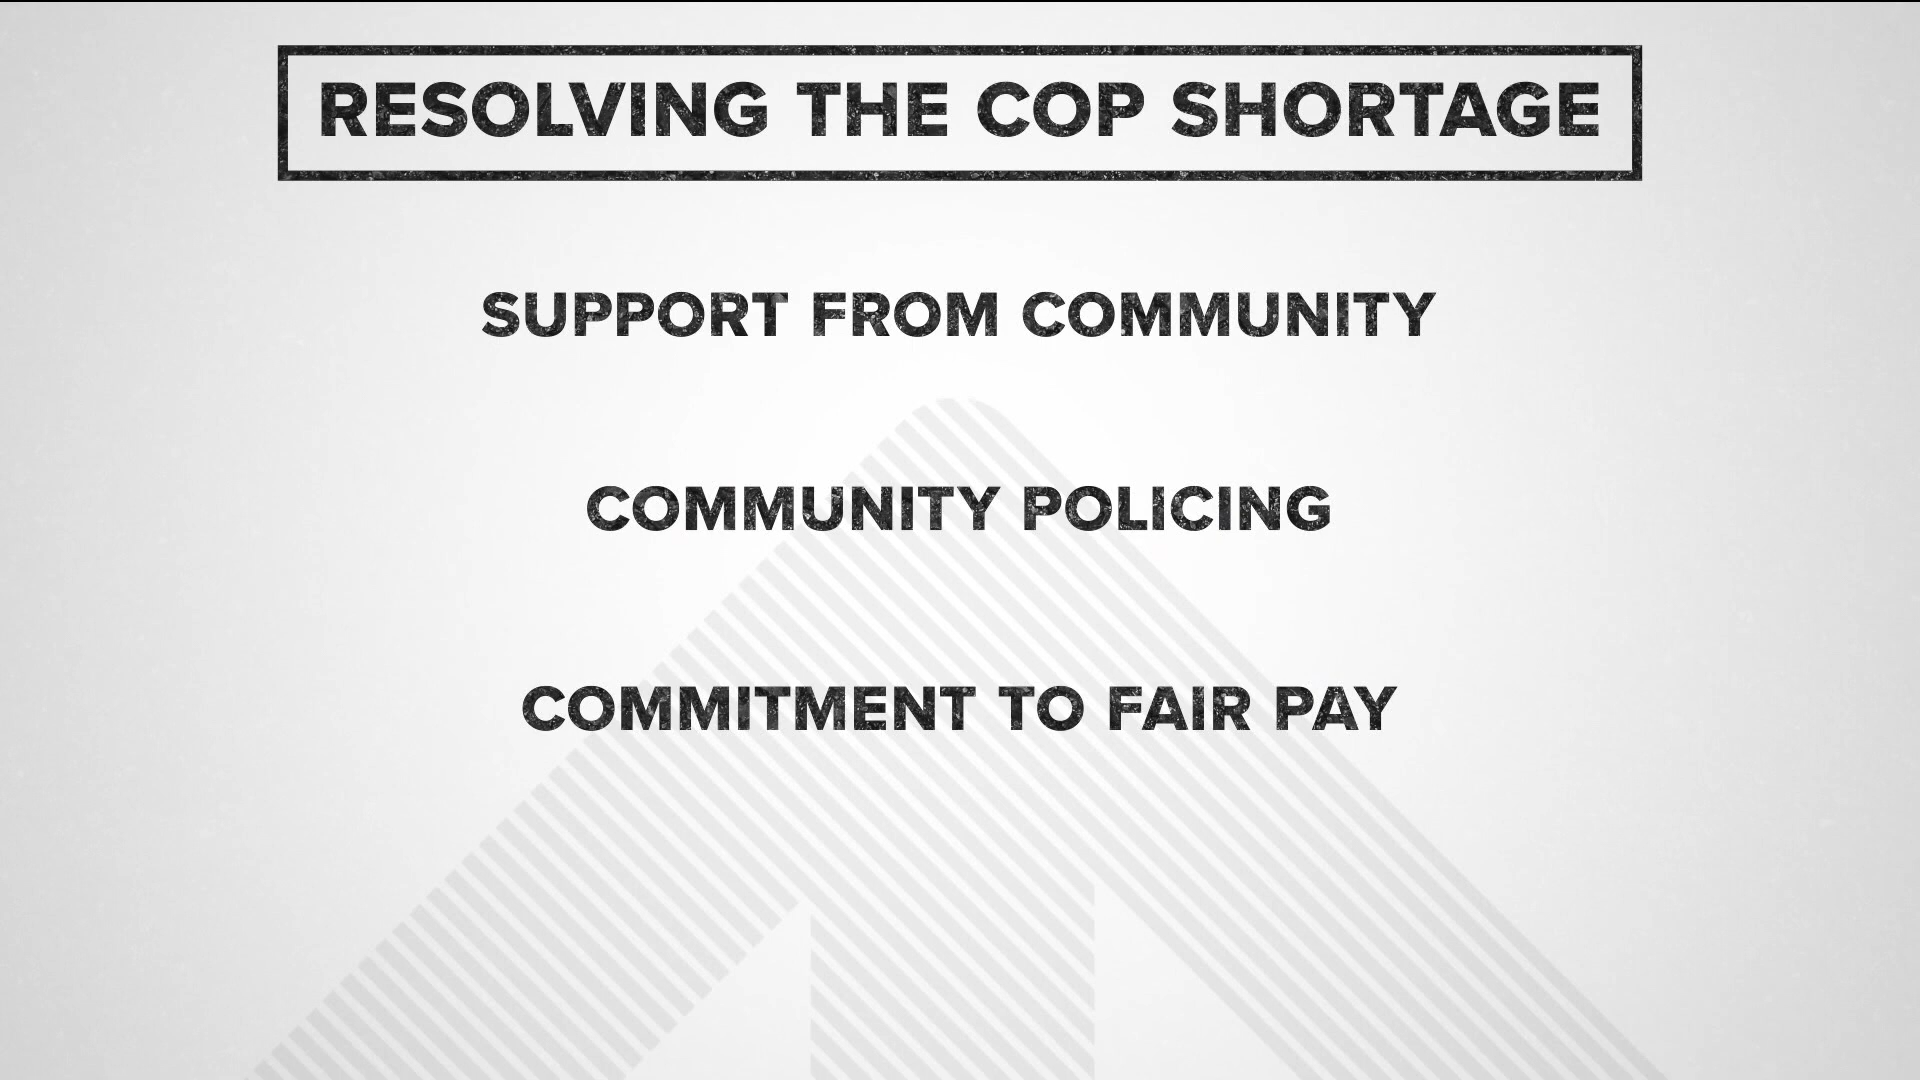 RESOLVING THE COP SHORTAGE
SUPPORT FROM COMMUNITY
COMMUNITY POLICING
COMMITMENT TO FAIR PAY